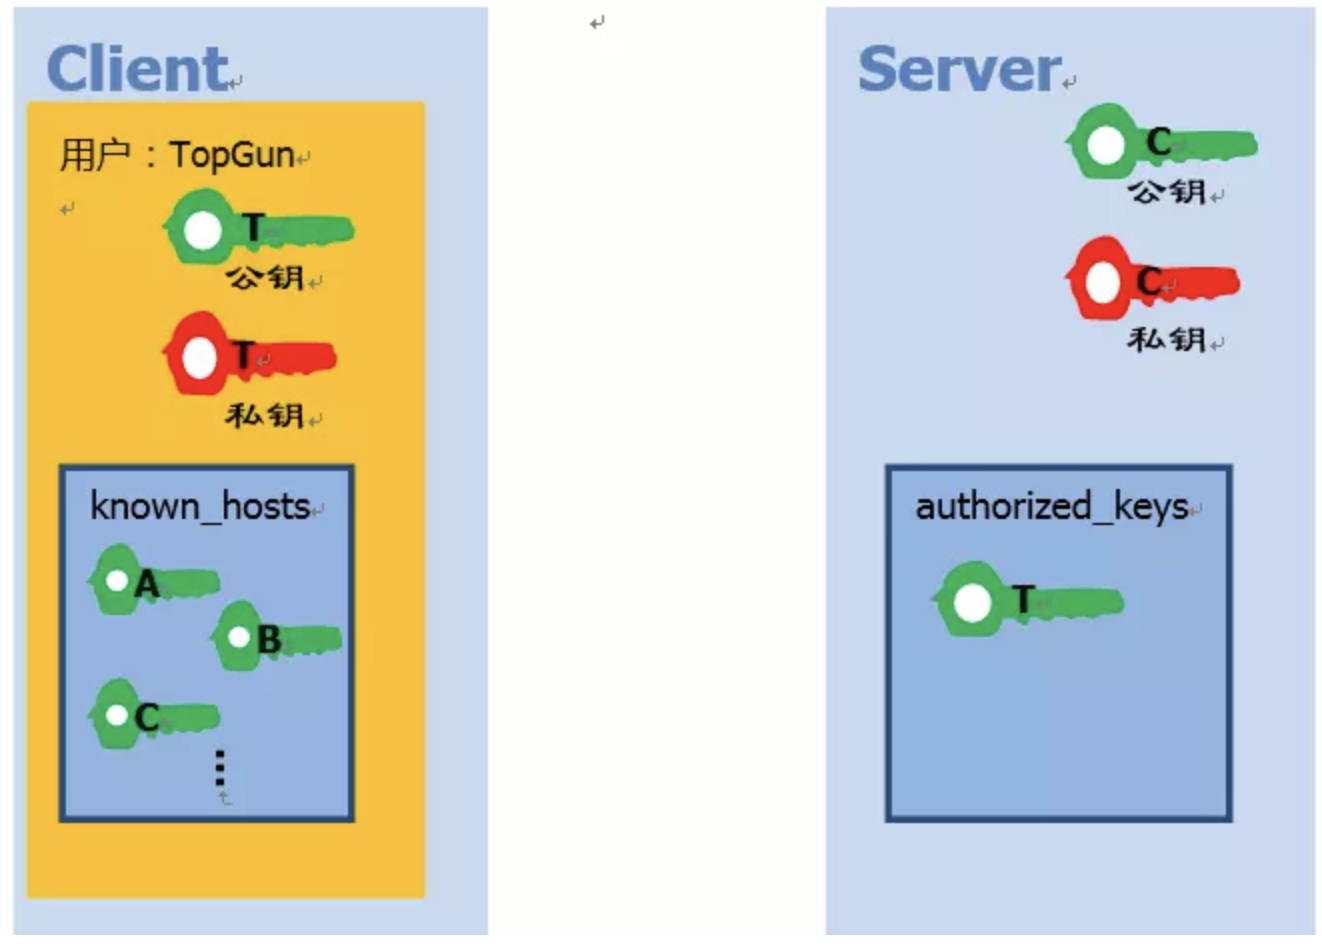 Client
用户：TopGun
T
公钥
T
私钥
known_hosts
A
B
C
⋮
Server
C
公钥
C
私钥
authorized_keys
T